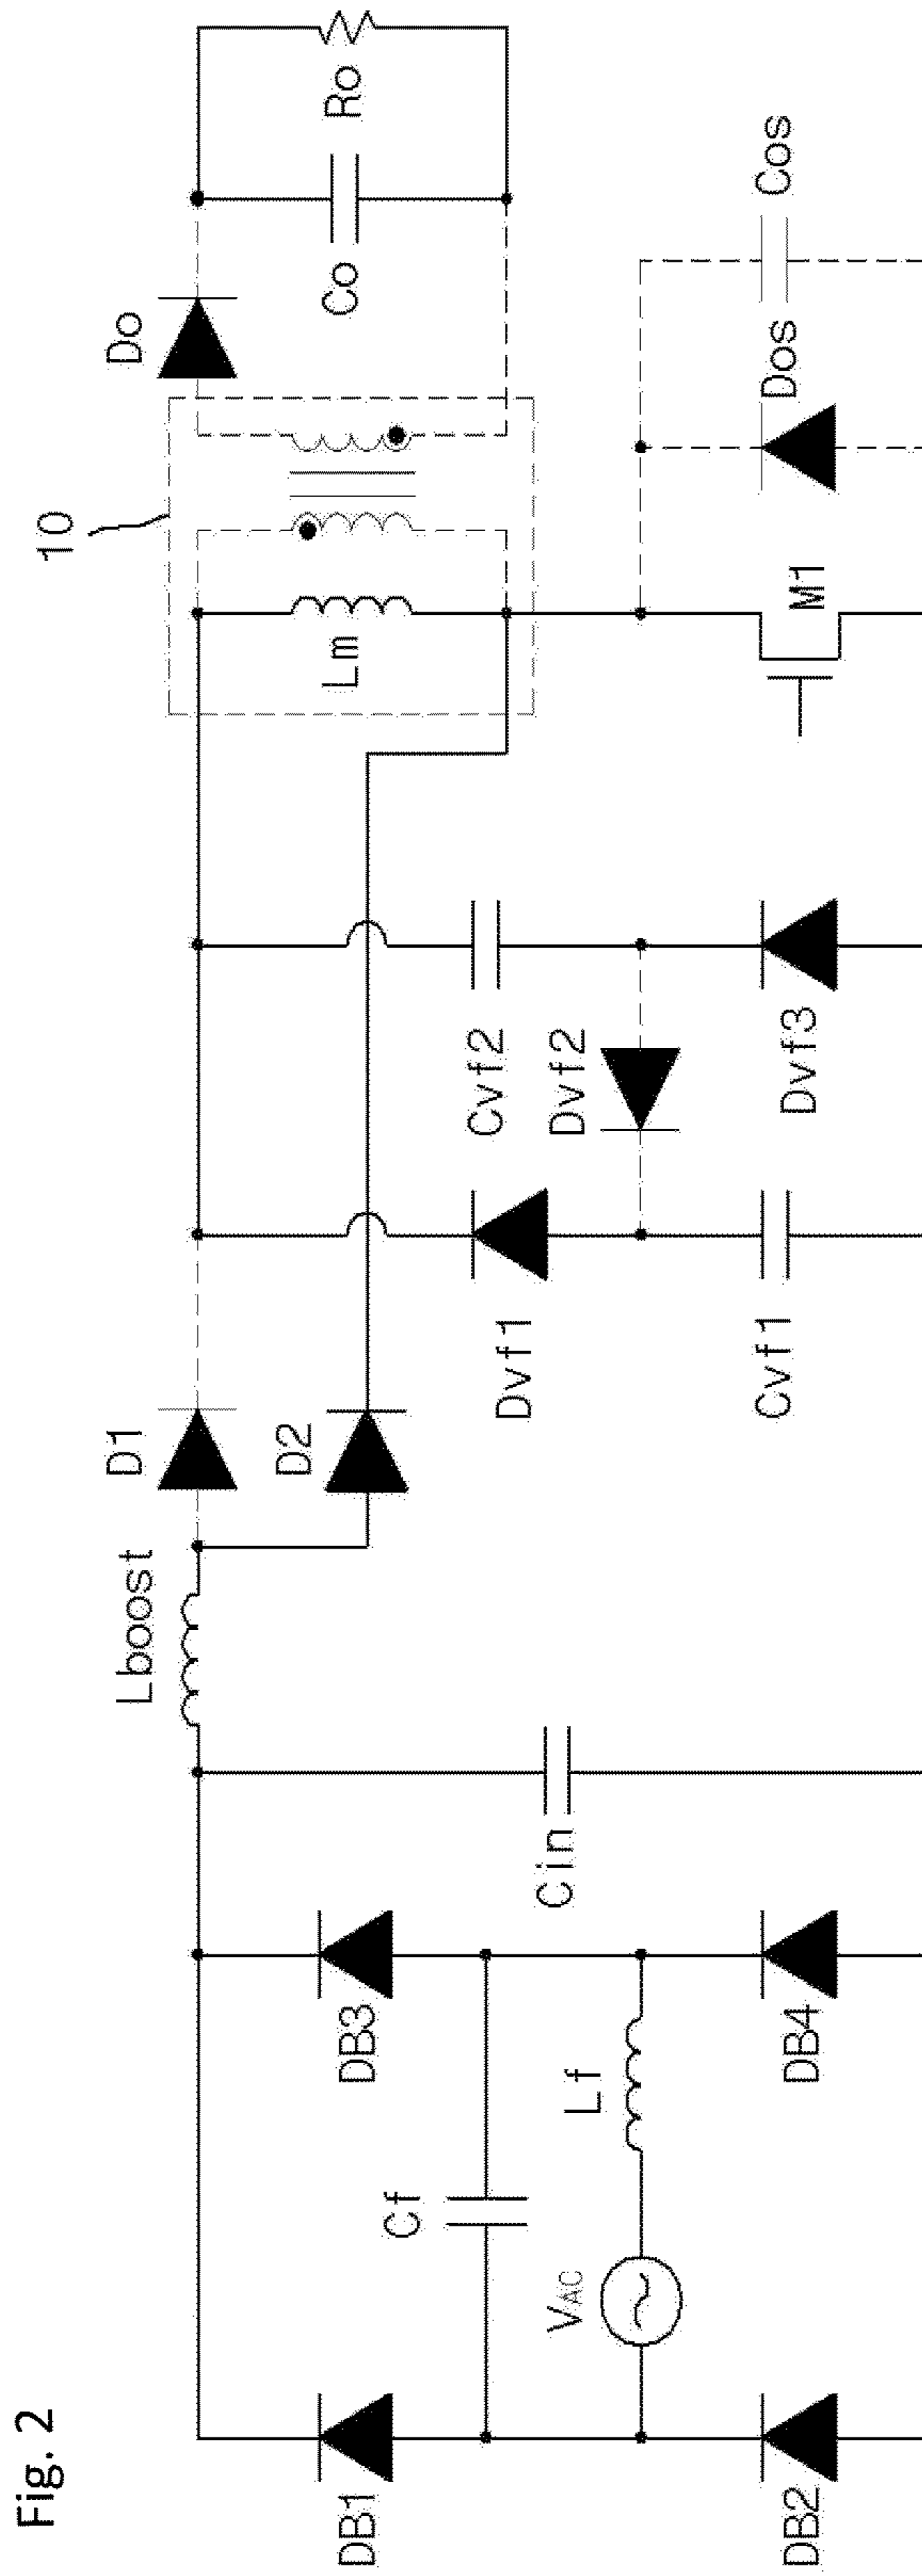 Fig. 2
DB1
DB2
Cf
VAC
Lf
DB3
DB4
Cin
Lboost
D1
D2
Dvf1
Cvf1
Cvf2
Dvf2
Dvf3
10
Lm
M1
Do
Co
Ro
Dos
Cos